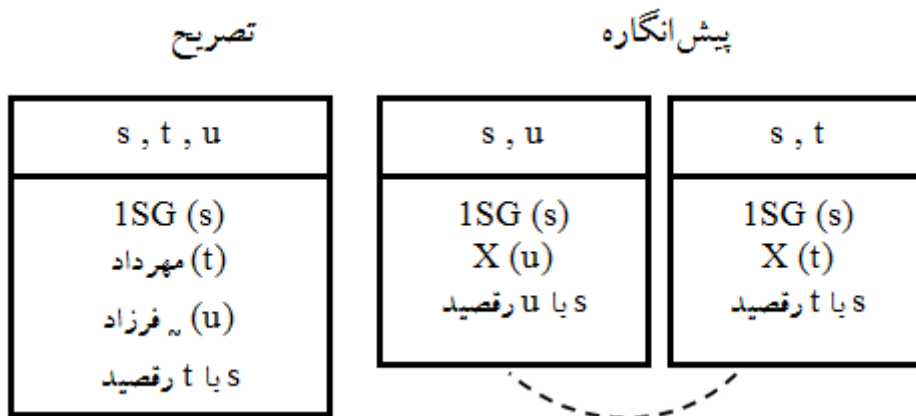 پیش‌انگاره
تصریح
s , t
1SG (s)
X (t)
s با t رقصید
s , u
1SG (s)
X (u)
s با u رقصید
s , t , u
1SG (s)
(t) مهرداد
(u) ~ فرزاد
s با t رقصید